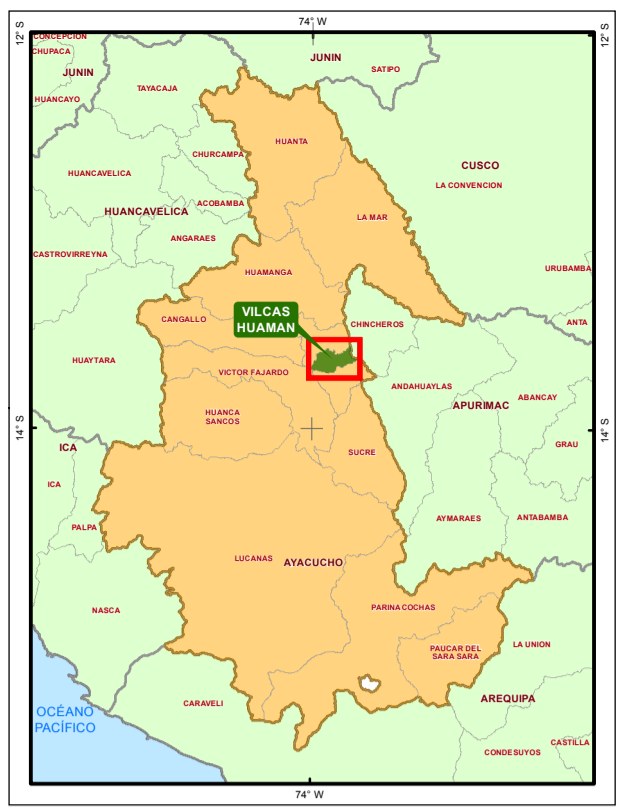 74° W
12° S
12° S
CONCEPCION
CHUPACA
JUNIN
JUNIN
SATIPO
HUANCAYO
TAYACAJA
HUANTA
CHURCAMPA
CUSCO
HUANCAVELICA
LA CONVENCION
ACOBAMBA
HUANCAVELICA
LA MAR
ANGARAES
CASTROVIRREYNA
HUAMANGA
URUBAMBA
CANGALLO
VILCAS
HUAMAN
CHINCHEROS
ANTA
HUAYTARA
VICTOR FAJARDO
ANDAHUAYLAS
ABANCAY
APURIMAC
HUANCA
SANCOS
14° S
14° S
GRAU
ICA
SUCRE
ICA
PALPA
AYMARAES
ANTABAMBA
LUCANAS
AYACUCHO
NASCA
PARINACOCHAS
PAUCAR DEL
SARA SARA
LA UNION
CARAVELI
AREQUIPA
OCÉANO
PACÍFICO
CASTILLA
CONDESUYOS
74° W